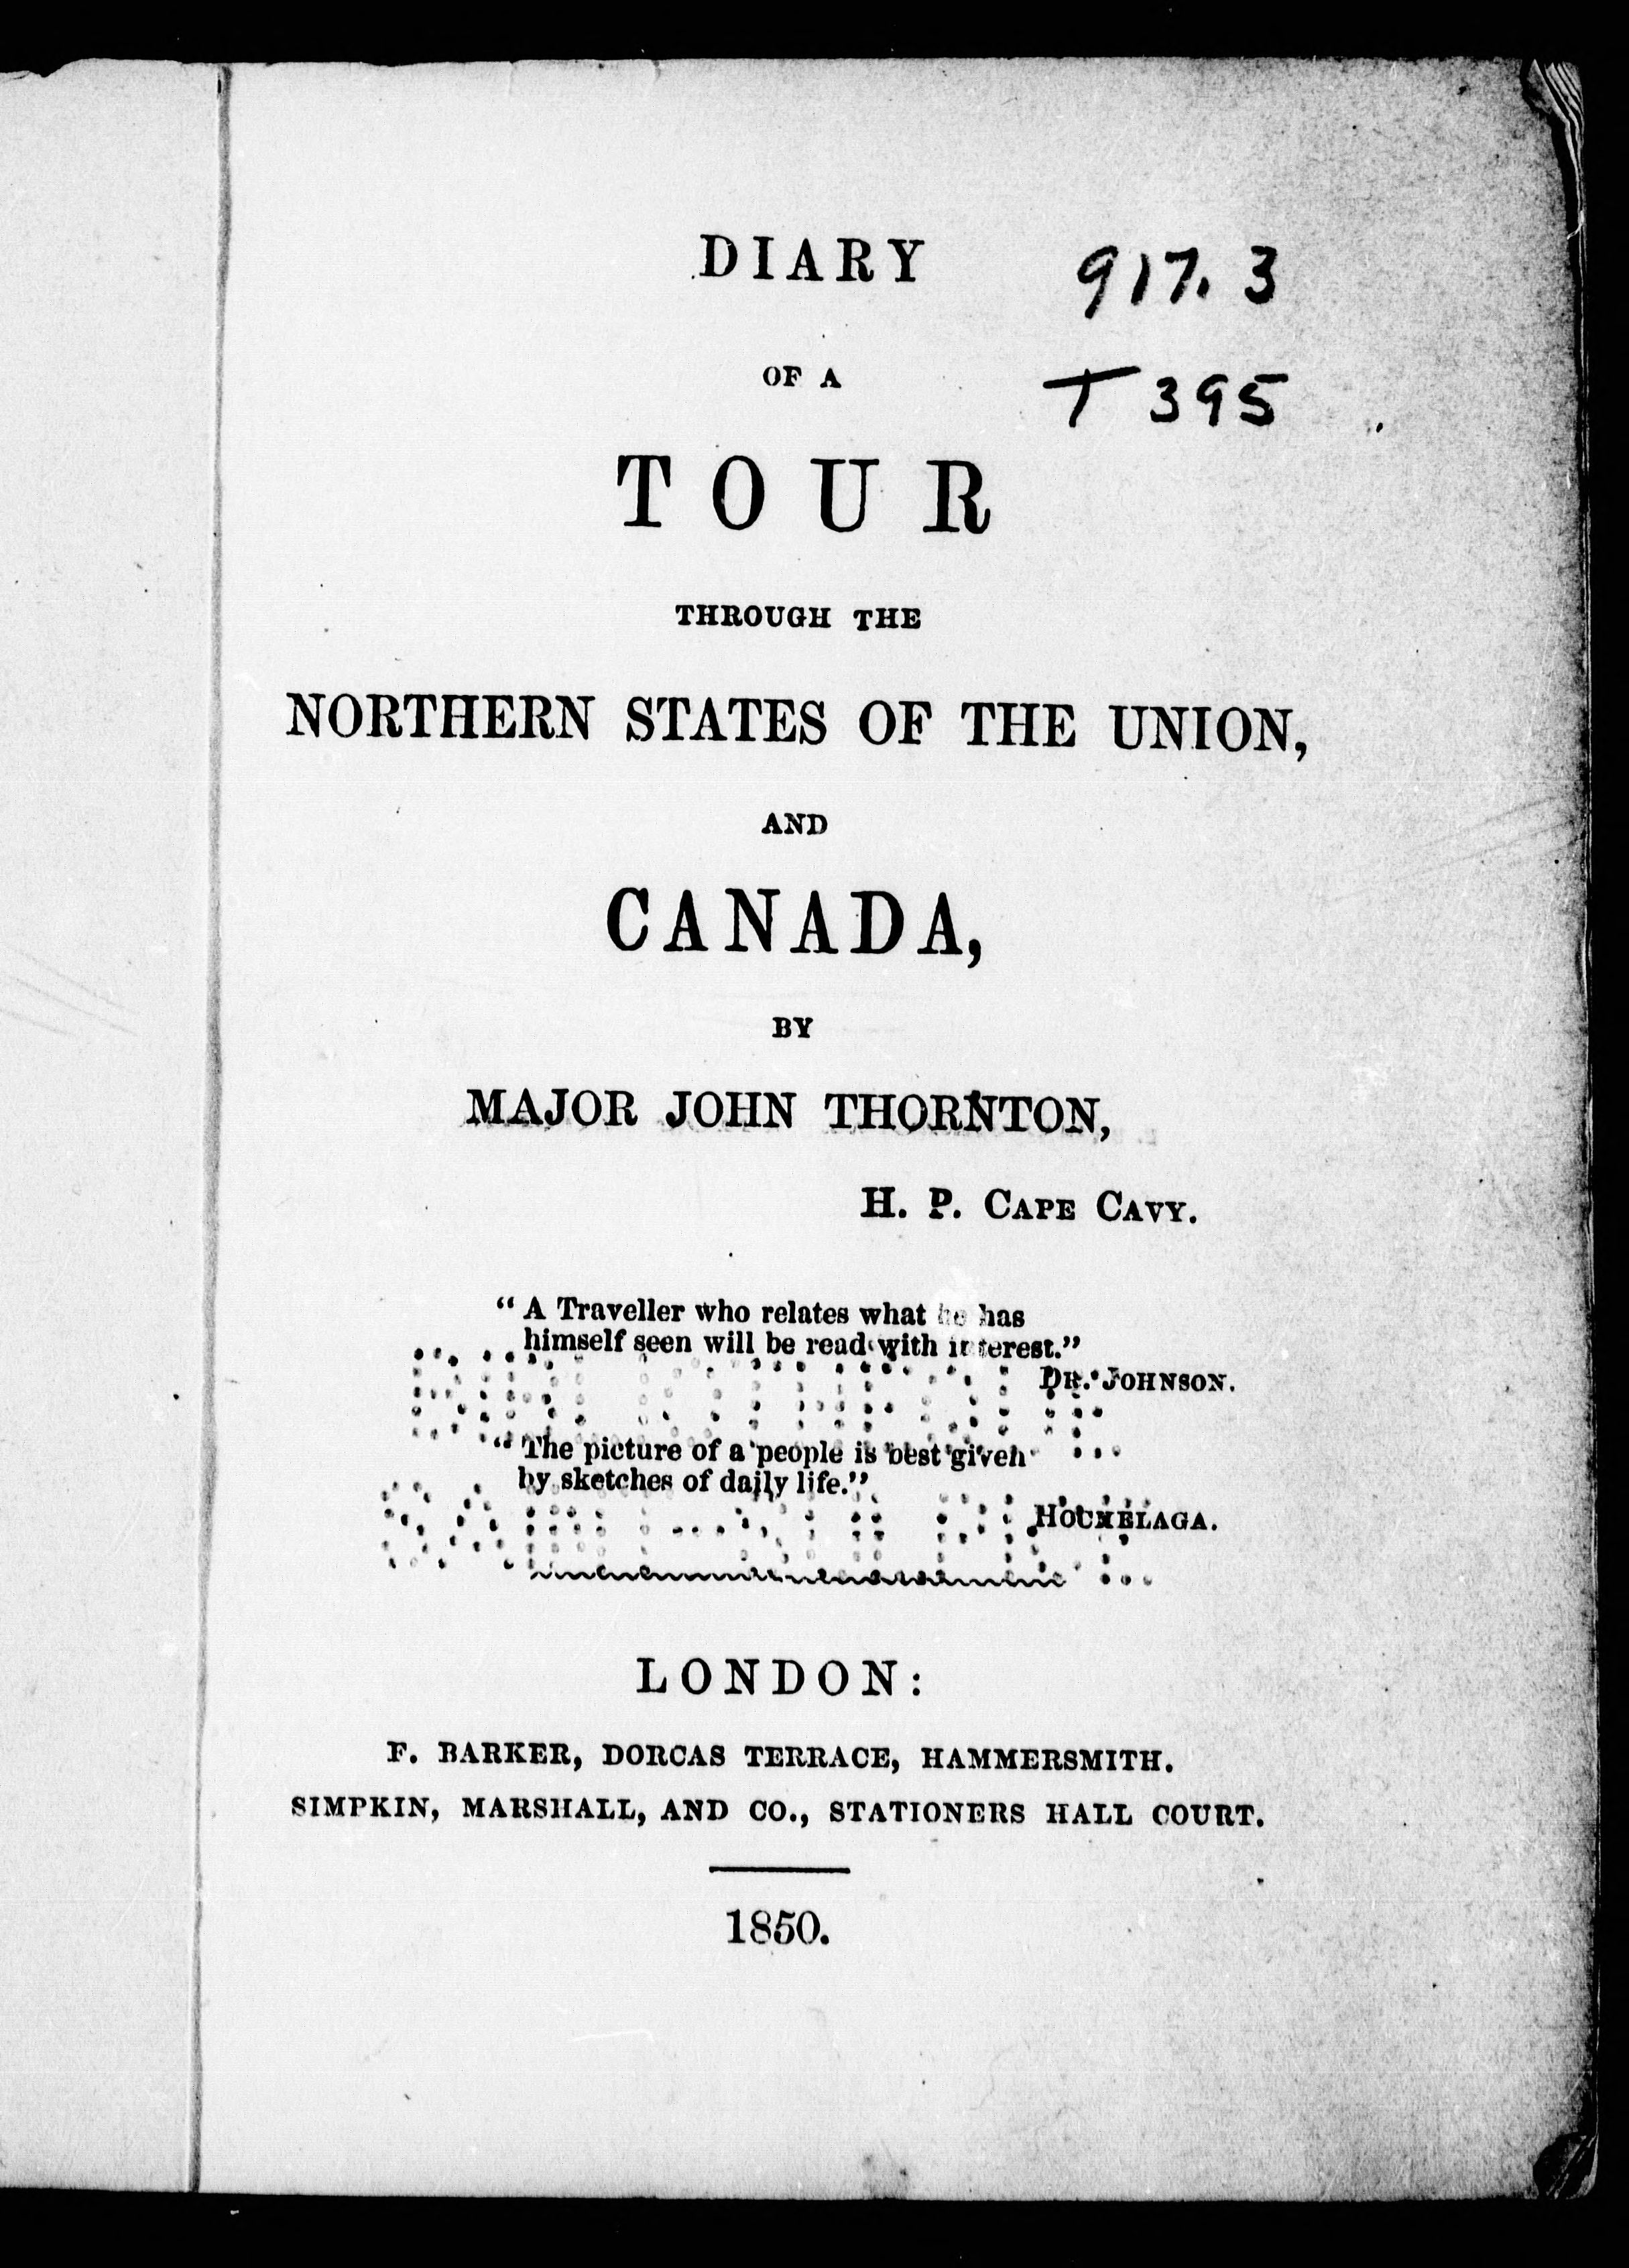 DIARY
917.3
OF A
T 395
TOUR
THROUGH THE
NORTHERN STATES OF THE UNION,
AND
CANADA,
BY
MAJOR JOHN THORNTON,
H. P. CAPE CAVY.
“ A Traveller who relates what he has
himself seen will be read with interest.”
DR. JOHNSON.
“ The picture of a people is best given
by sketches of daily life.”
LONDON:
F. BARKER, DORCAS TERRACE, HAMMERSMITH.
SIMPKIN, MARSHALL, AND CO., STATIONERS HALL COURT.
1850.